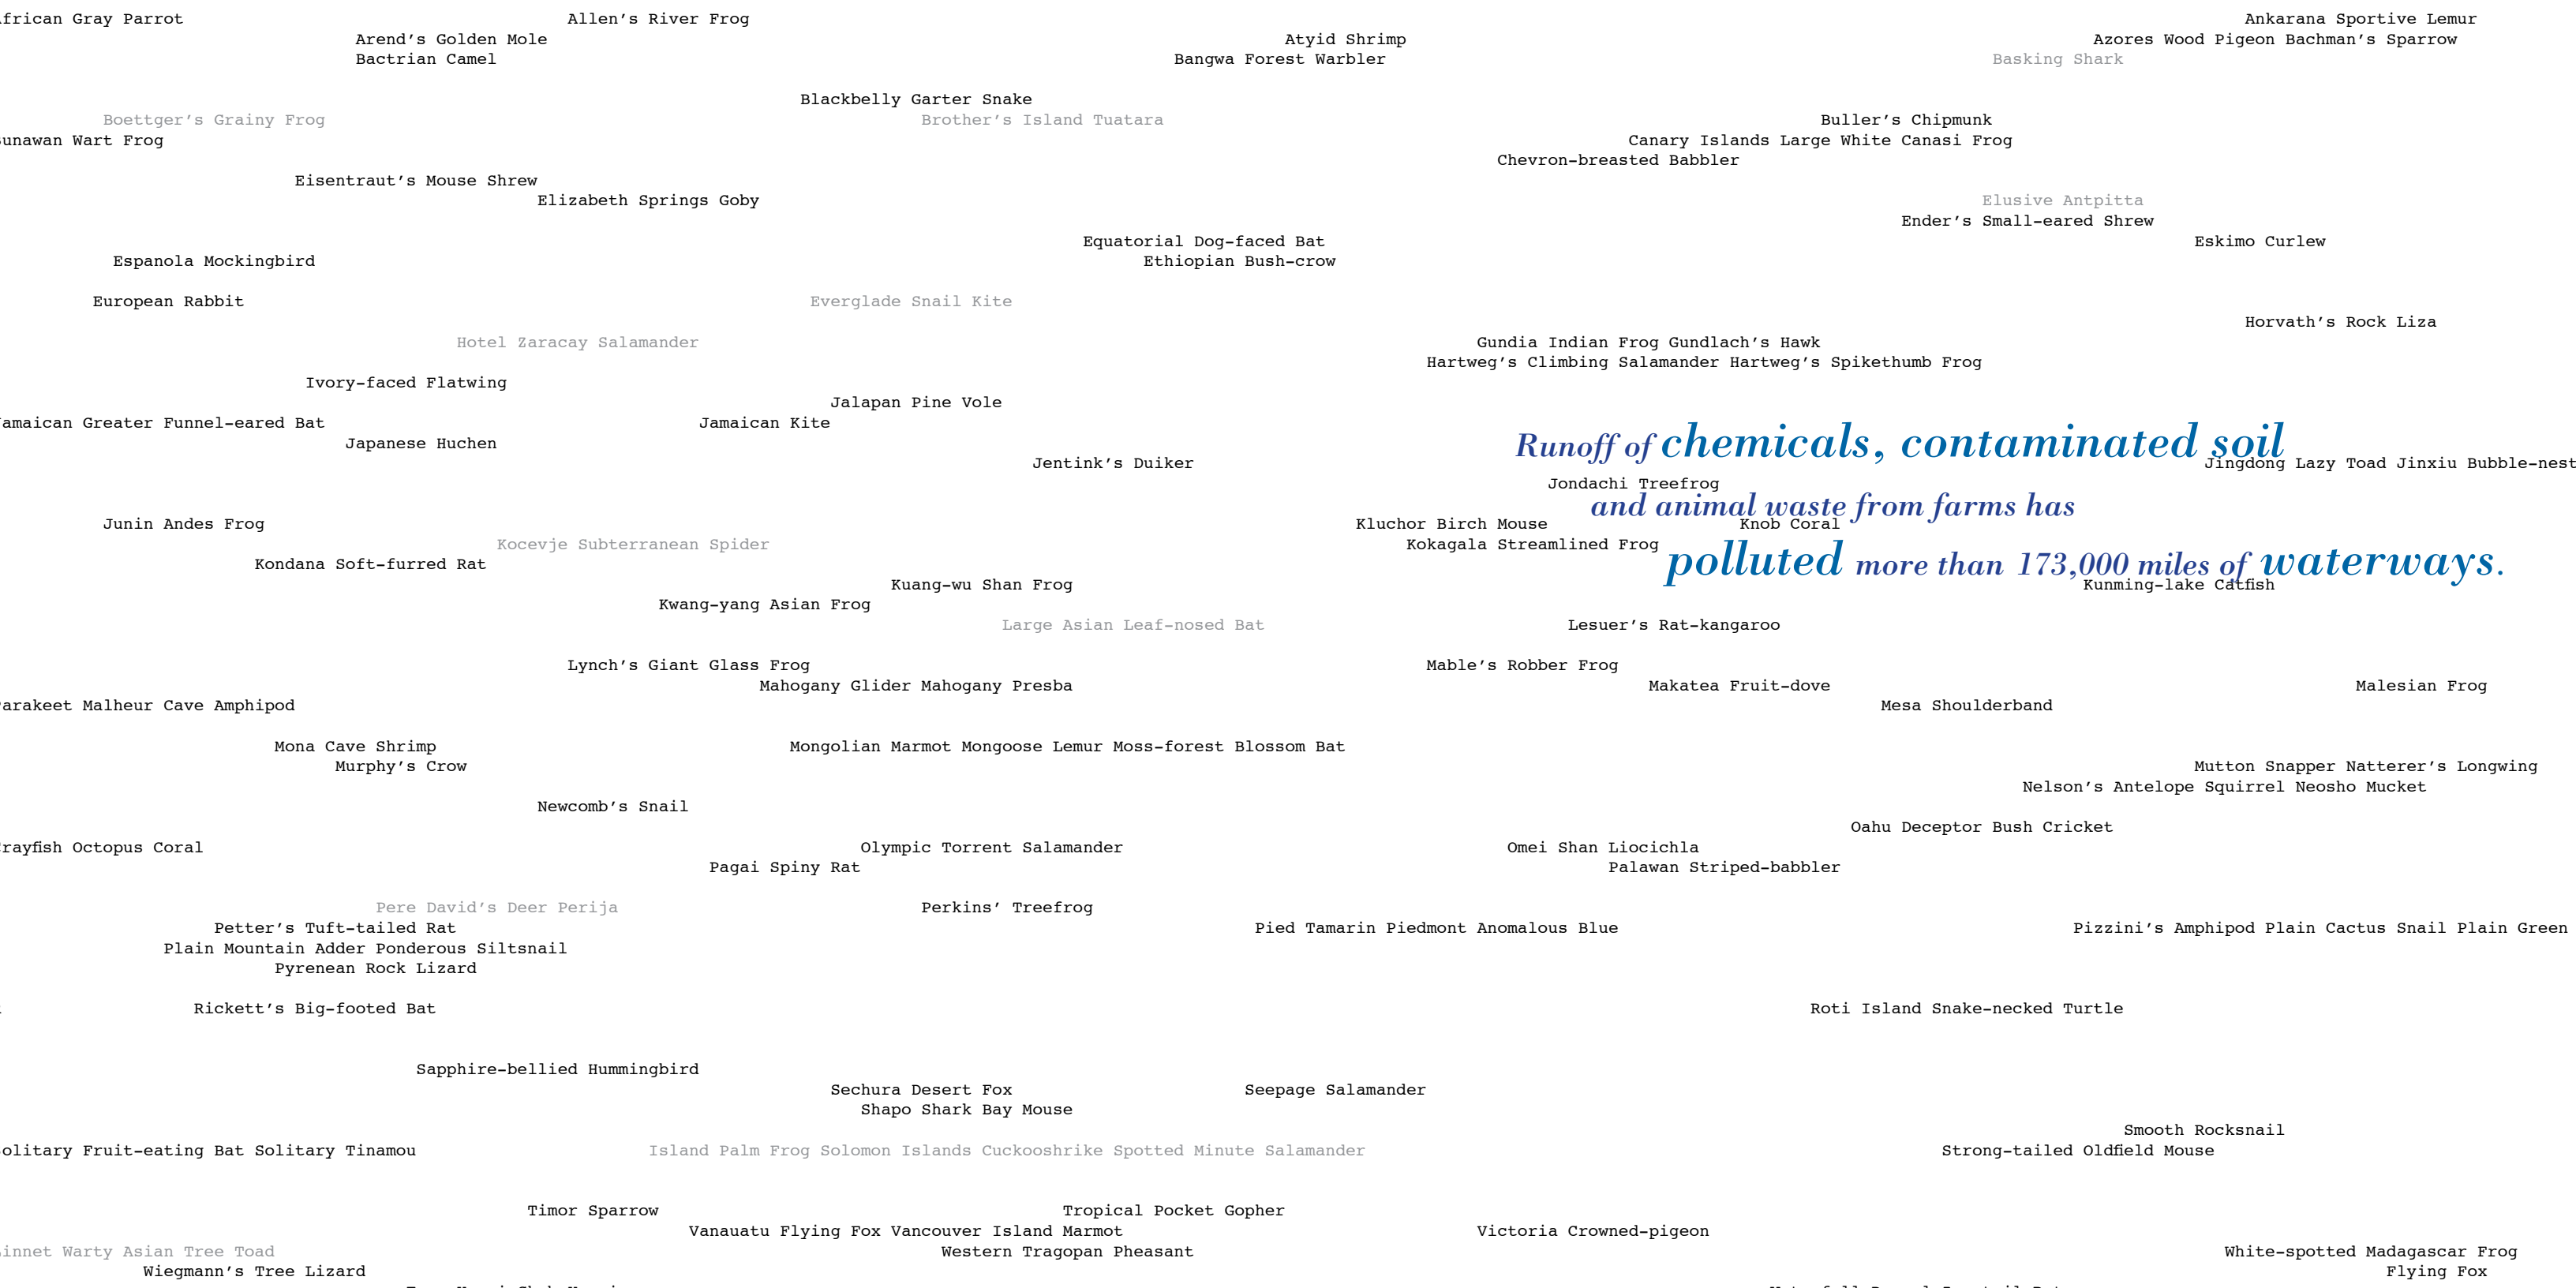 African Gray Parrot Allen’s River Frog Ankarana Sportive Lemur
Arend’s Golden Mole Atyid Shrimp Azores Wood Pigeon Bachman’s Sparrow
Bactrian Camel Bangwa Forest Warbler Basking Shark
Blackbelly Garter Snake
Boettger’s Grainy Frog Brother’s Island Tuatara Buller’s Chipmunk
unawan Wart Frog Canary Islands Large White Canasi Frog
Chevron-breasted Babbler
Eisentraut’s Mouse Shrew
Elizabeth Springs Goby Elusive Antpitta
Ender’s Small-eared Shrew
Equatorial Dog-faced Bat Eskimo Curlew
Espanola Mockingbird Ethiopian Bush-crow
European Rabbit Everglade Snail Kite
Horvath’s Rock Liza
Hotel Zaracay Salamander Gundia Indian Frog Gundlach’s Hawk
Hartweg’s Climbing Salamander Hartweg’s Spikethumb Frog
Ivory-faced Flatwing
Jalapan Pine Vole
Jamaican Greater Funnel-eared Bat Jamaican Kite
Japanese Huchen
Runoff of chemicals, contaminated soil
Jentink’s Duiker Jingdong Lazy Toad Jinxiu Bubble-nest
Jondachi Treefrog
and animal waste from farms has
Junin Andes Frog Kluchor Birch Mouse Knob Coral
Kocevje Subterranean Spider Kokagala Streamlined Frog
polluted more than 173,000 miles of waterways.
Kondana Soft-furred Rat
Kuang-wu Shan Frog Kunming-lake Catfish
Kwang-yang Asian Frog
Large Asian Leaf-nosed Bat Lesuer’s Rat-kangaroo
Lynch’s Giant Glass Frog Mable’s Robber Frog
Mahogany Glider Mahogany Presba Makatea Fruit-dove Malesian Frog
arakeet Malheur Cave Amphipod Mesa Shoulderband
Mona Cave Shrimp Mongolian Marmot Mongoose Lemur Moss-forest Blossom Bat
Murphy’s Crow Mutton Snapper Natterer’s Longwing
Nelson’s Antelope Squirrel Neosho Mucket
Newcomb’s Snail
Oahu Deceptor Bush Cricket
rayfish Octopus Coral Olympic Torrent Salamander Omei Shan Liocichla
Pagai Spiny Rat Palawan Striped-babbler
Pere David’s Deer Perija Perkins’ Treefrog
Petter’s Tuft-tailed Rat Pied Tamarin Piedmont Anomalous Blue Pizzini’s Amphipod Plain Cactus Snail Plain Green
Plain Mountain Adder Ponderous Siltsnail
Pyrenean Rock Lizard
Rickett’s Big-footed Bat Roti Island Snake-necked Turtle
Sapphire-bellied Hummingbird
Sechura Desert Fox Seepage Salamander
Shapo Shark Bay Mouse
Smooth Rocksnail
olitary Fruit-eating Bat Solitary Tinamou Island Palm Frog Solomon Islands Cuckooshrike Spotted Minute Salamander Strong-tailed Oldfield Mouse
Timor Sparrow Tropical Pocket Gopher
Vanauatu Flying Fox Vancouver Island Marmot Victoria Crowned-pigeon
innet Warty Asian Tree Toad Western Tragopan Pheasant White-spotted Madagascar Frog
Wiegmann’s Tree Lizard Flying Fox